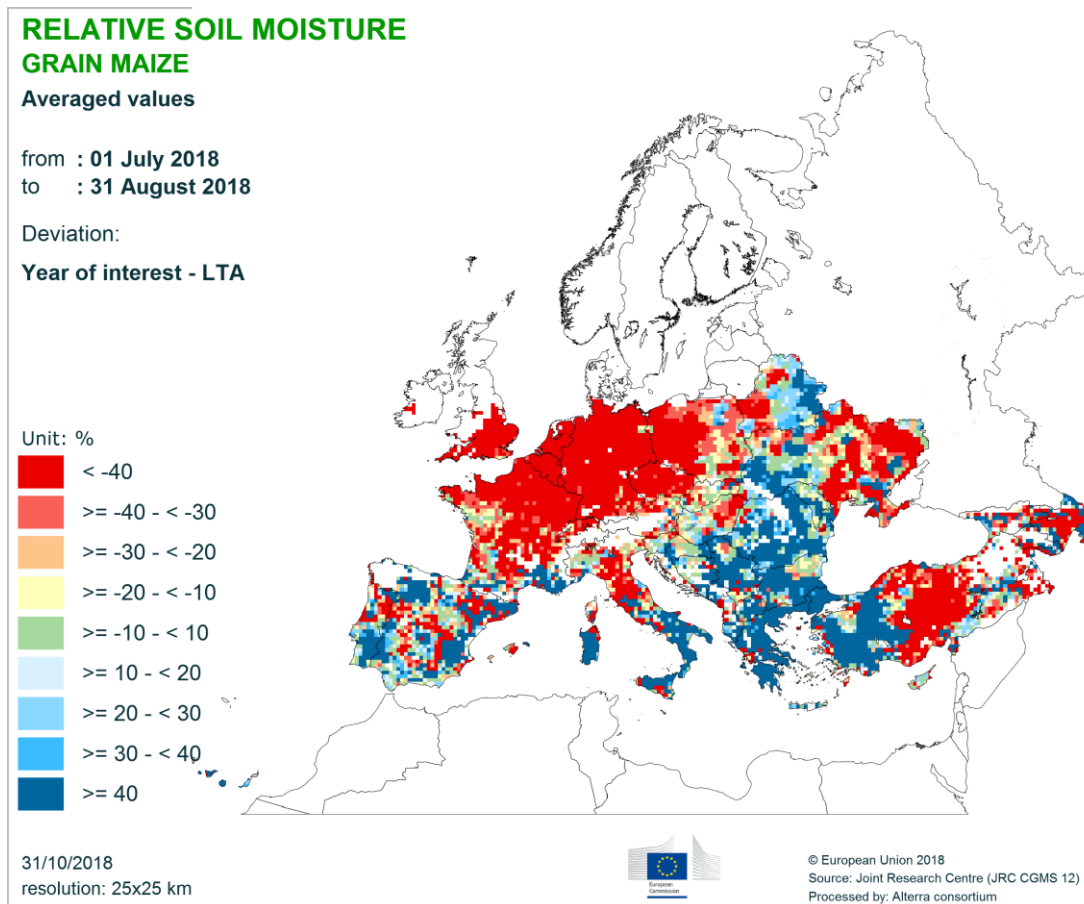 RELATIVE SOIL MOISTURE
GRAIN MAIZE
Averaged values
from : 01 July 2018
to : 31 August 2018
Deviation:
Year of interest - LTA
Unit: %
< -40
>= -40 - < -30
>= -30 - < -20
>= -20 - < -10
>= -10 - < 10
>= 10 - < 20
>= 20 - < 30
>= 30 - < 40
>= 40
31/10/2018
resolution: 25x25 km
European
Commission
© European Union 2018
Source: Joint Research Centre (JRC CGMS 12)
Processed by: Alterra consortium